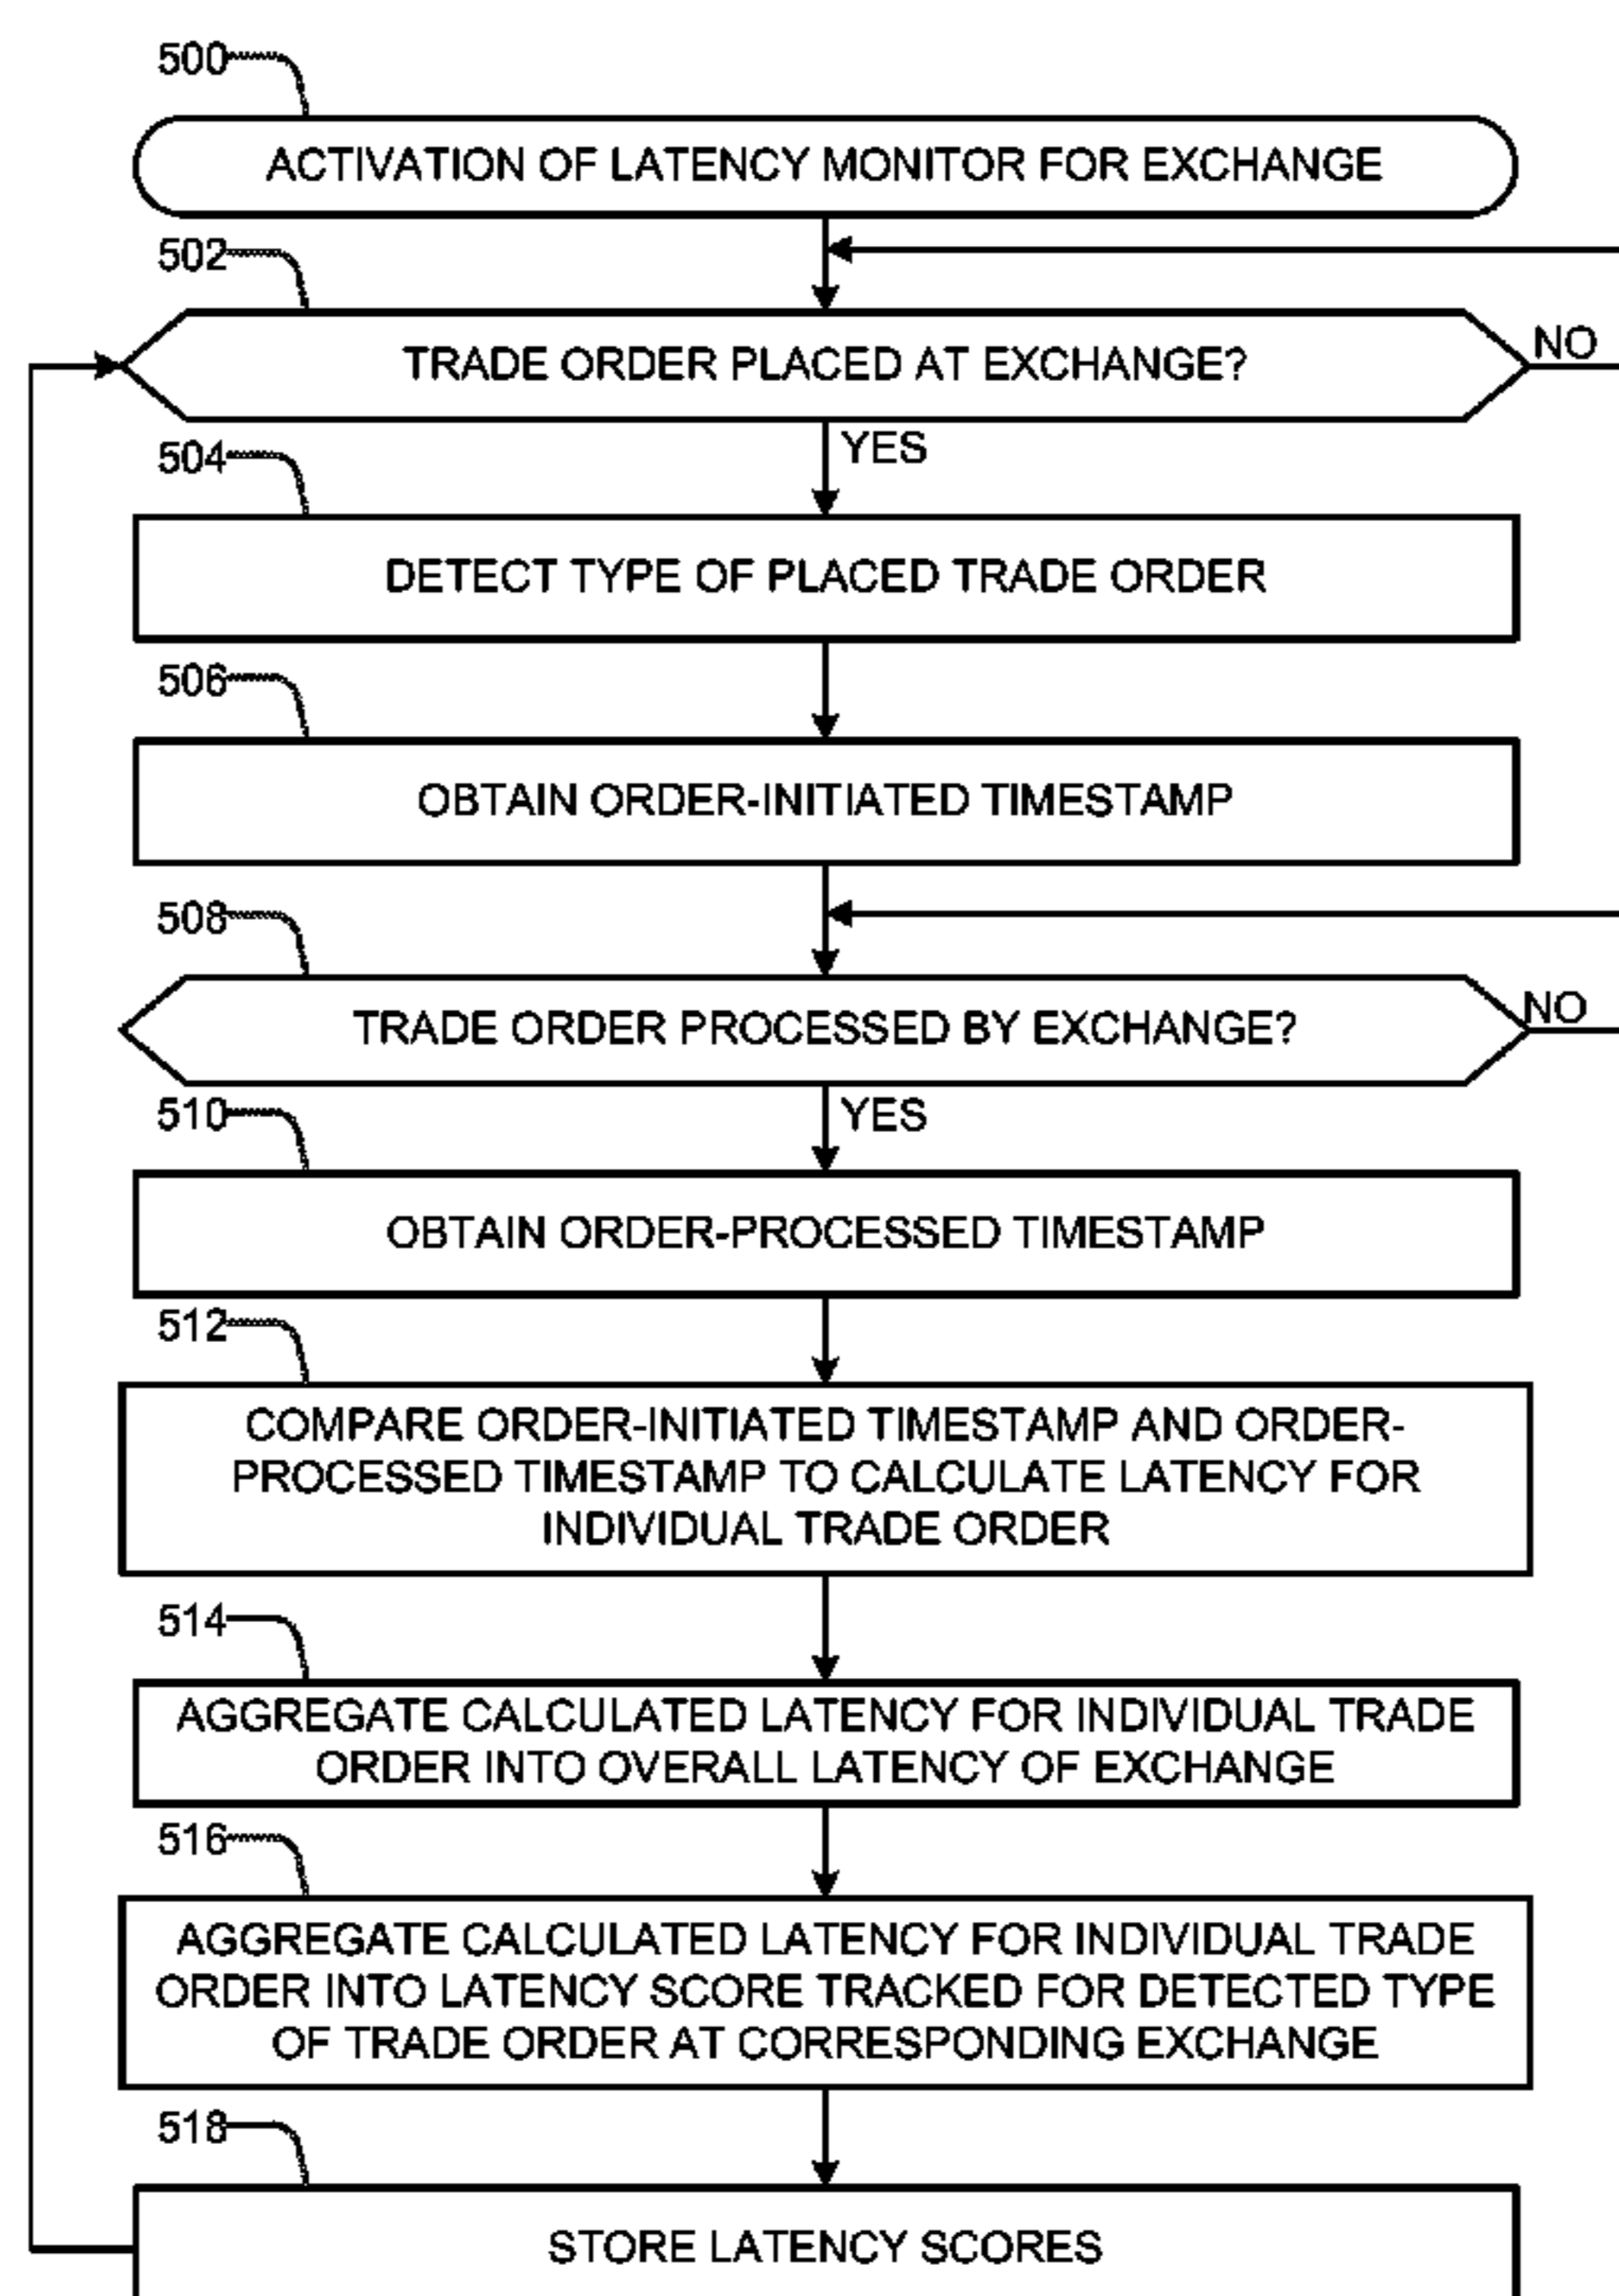 500
ACTIVATION OF LATENCY MONITOR FOR EXCHANGE
502
TRADE ORDER PLACED AT EXCHANGE?
NO
YES
504
DETECT TYPE OF PLACED TRADE ORDER
506
OBTAIN ORDER-INITIATED TIMESTAMP
508
TRADE ORDER PROCESSED BY EXCHANGE?
NO
YES
510
OBTAIN ORDER-PROCESSED TIMESTAMP
512
COMPARE ORDER-INITIATED TIMESTAMP AND ORDER-
PROCESSED TIMESTAMP TO CALCULATE LATENCY FOR
INDIVIDUAL TRADE ORDER
514
AGGREGATE CALCULATED LATENCY FOR INDIVIDUAL TRADE
ORDER INTO OVERALL LATENCY OF EXCHANGE
516
AGGREGATE CALCULATED LATENCY FOR INDIVIDUAL TRADE
ORDER INTO LATENCY SCORE TRACKED FOR DETECTED TYPE
OF TRADE ORDER AT CORRESPONDING EXCHANGE
518
STORE LATENCY SCORES